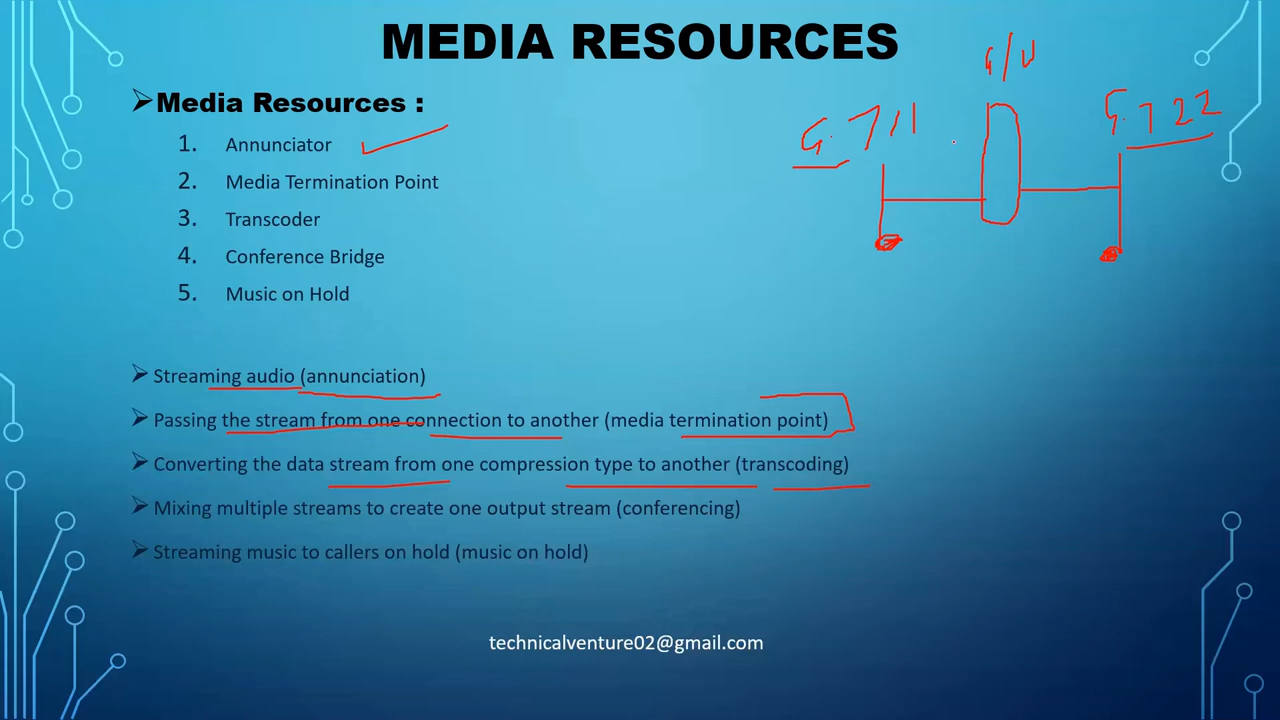 MEDIA RESOURCES
➢Media Resources :
1. Annunciator
2. Media Termination Point
3. Transcoder
4. Conference Bridge
5. Music on Hold
G/W
G.711
G.722
➢ Streaming audio (annunciation)
➢ Passing the stream from one connection to another (media termination point)
➢ Converting the data stream from one compression type to another (transcoding)
➢ Mixing multiple streams to create one output stream (conferencing)
➢ Streaming music to callers on hold (music on hold)
technicalventure02@gmail.com